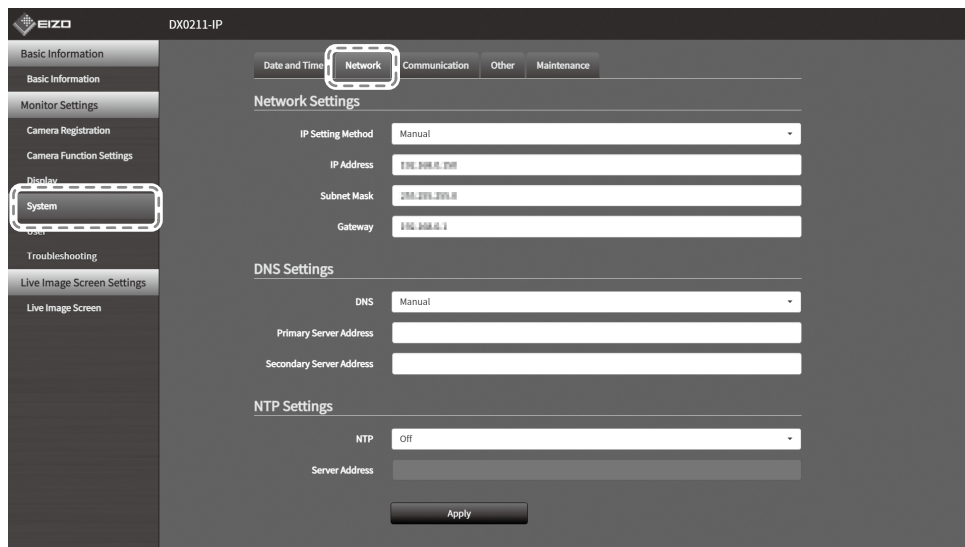 EIZO DX0211-IP
Basic Information
Basic Information
Monitor Settings
Camera Registration
Camera Function Settings
Display
System
User
Troubleshooting
Live Image Screen Settings
Live Image Screen
Date and Time Network Communication Other Maintenance
Network Settings
IP Setting Method Manual
IP Address
Subnet Mask
Gateway
DNS Settings
DNS Manual
Primary Server Address
Secondary Server Address
NTP Settings
NTP Off
Server Address
Apply